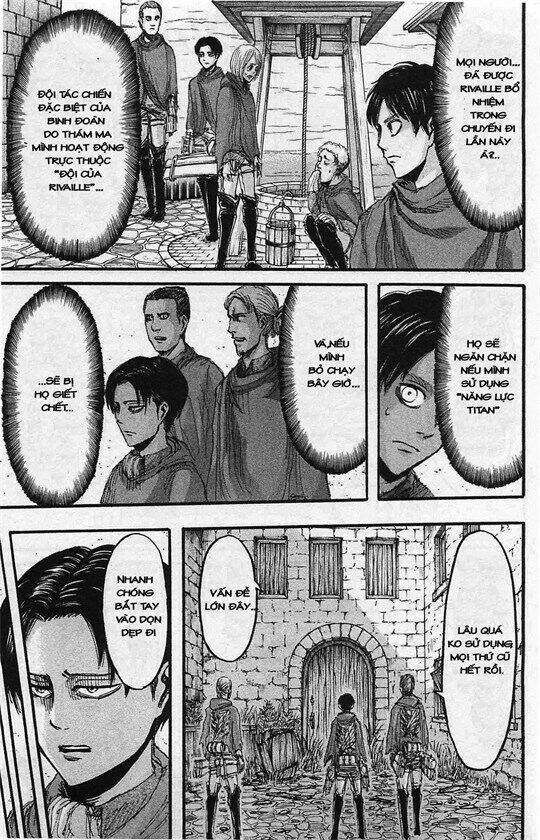 MỌI NGƯỜI...
ĐÃ ĐƯỢC
RIVAILLE BỔ
NHIỆM
TRONG
CHUYẾN ĐI
LẦN NÀY
Á?..
ĐỘI TÁC CHIẾN
ĐẶC BIỆT CỦA
BINH ĐOÀN
DO THÁM MÀ
MÌNH HOẠT ĐỘNG
TRỰC THUỘC
"ĐỘI CỦA
RIVAILLE"...
HỌ SẼ
NGĂN CHẶN
NẾU MÌNH
SỬ DỤNG
"NĂNG LỰC
TITAN"
VÀ,NẾU
MÌNH
BỎ CHẠY
BÂY GIỜ...
...SẼ BỊ
HỌ GIẾT
CHẾT...
LÂU QUÁ
KO SỬ DỤNG
MỌI THỨ CŨ
HẾT RỒI.
VẤN ĐỀ
LỚN ĐÂY...
NHANH
CHÓNG
BẮT TAY
VÀO DỌN
DẸP ĐI